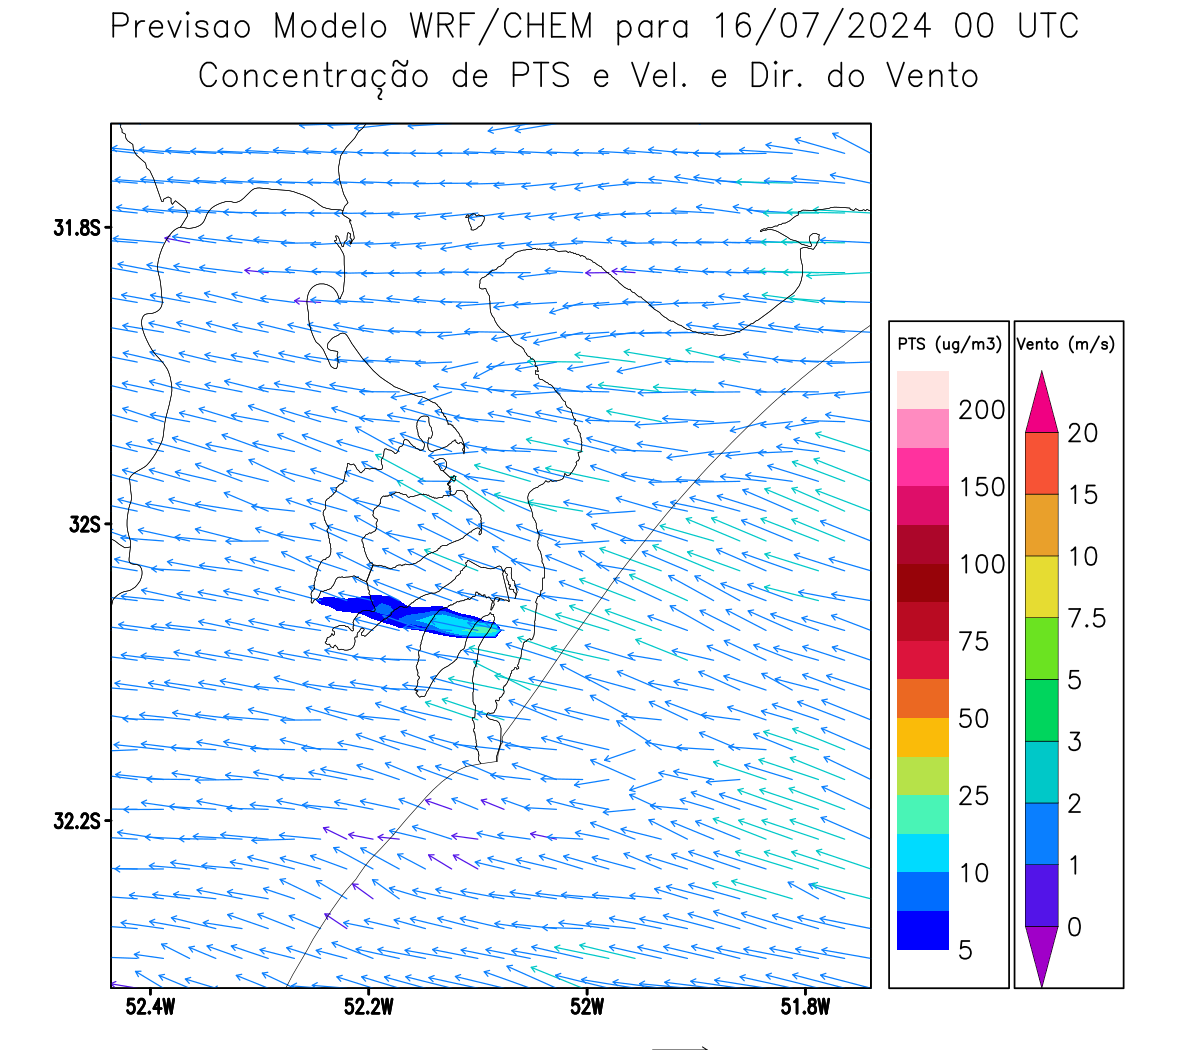 Previsao Modelo WRF/CHEM para 16/07/2024 00 UTC
Concentração de PTS e Vel. e Dir. do Vento
31.8S
32S
32.2S
52.4W
52.2W
52W
51.8W
PTS (ug/m3)
200
150
100
75
50
25
10
5
Vento (m/s)
20
15
10
7.5
5
3
2
1
0